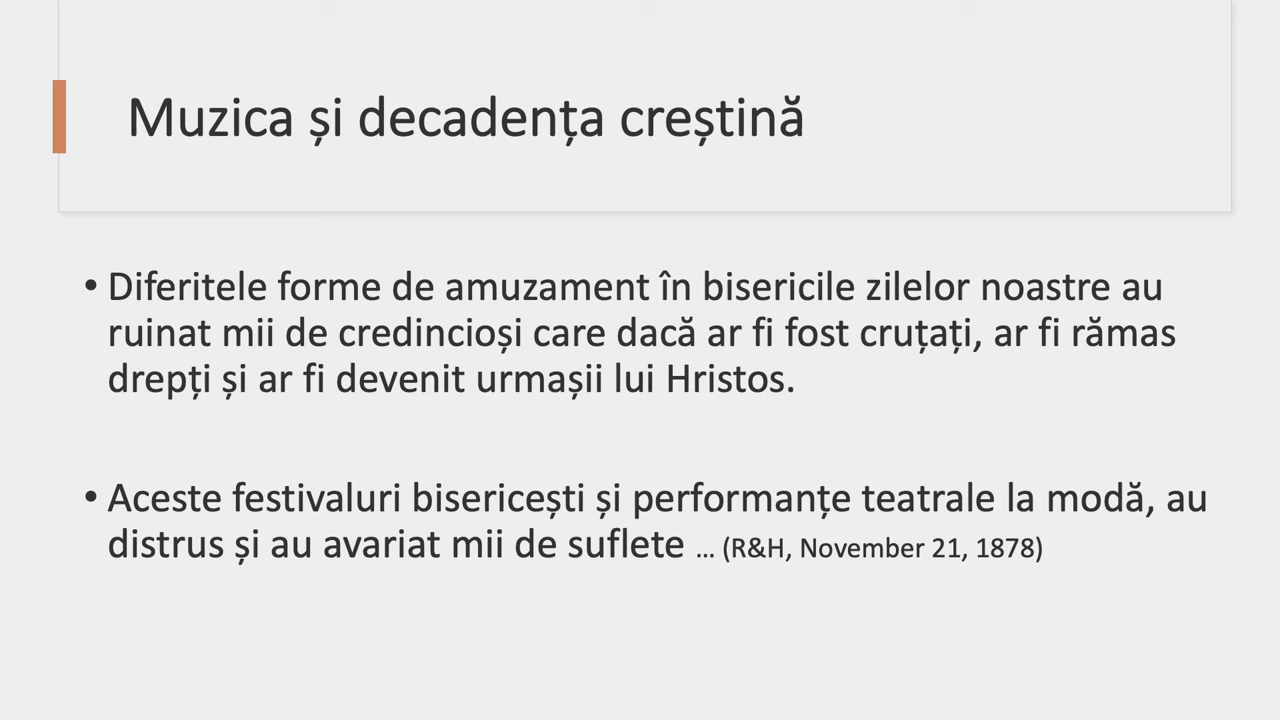 Muzica și decadența creștină
• Diferitele forme de amuzament în bisericile zilelor noastre au
ruinat mii de credincioși care dacă ar fi fost cruțați, ar fi rămas
drepți și ar fi devenit urmașii lui Hristos.
• Aceste festivaluri bisericești și performanțe teatrale la modă, au
distrus și au avariat mii de suflete ... (R&H, November 21, 1878)